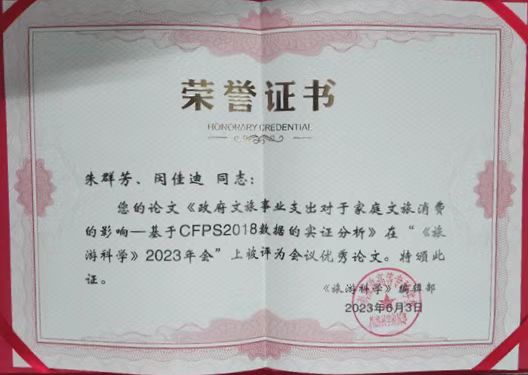 荣誉证书
HONORARY CREDENTIAL
朱群芳、闵佳迪 同志：
您的论文《政府文旅事业支出对于家庭文旅消费
的影响—基于CFPS2018数据的实证分析》在“《旅
游科学》2023年会”上被评为会议优秀论文。特颁此
证。
《旅游科学》编辑部
2023年6月3日